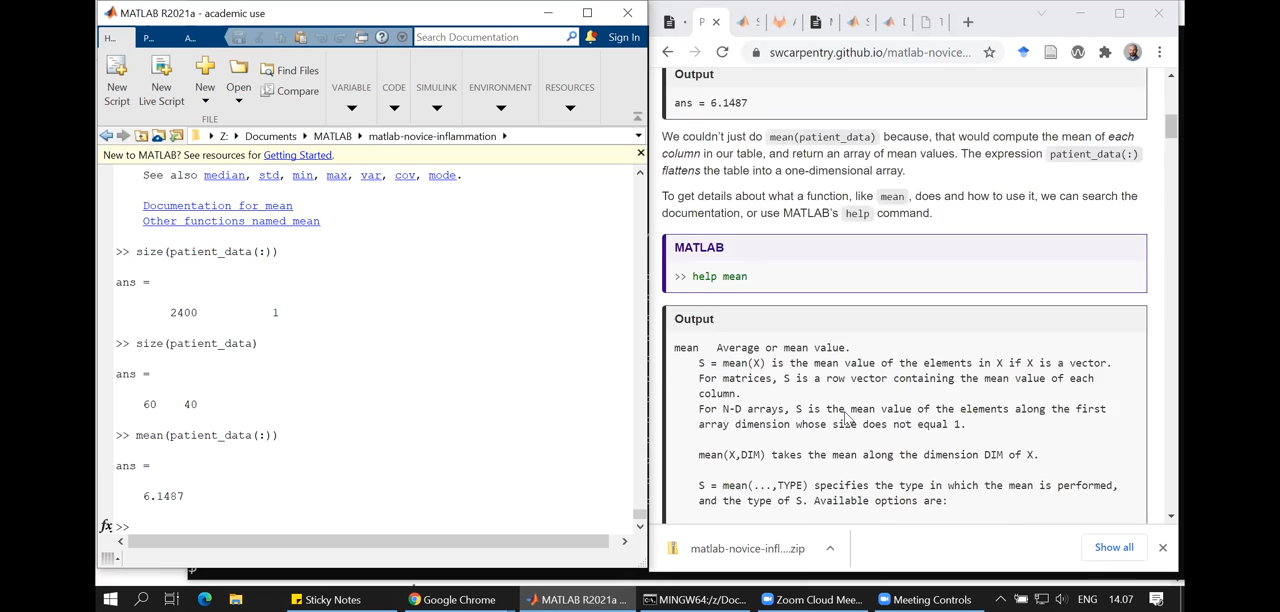 MATLAB R2021a - academic use
H...
P...
A...
Search Documentation
Sign In
New Script
New Live Script
New
Open
Find Files
Compare
VARIABLE
CODE
SIMULINK
ENVIRONMENT
RESOURCES
FILE
Z: Documents MATLAB matlab-novice-inflammation
New to MATLAB? See resources for Getting Started.
See also median, std, min, max, var, cov, mode.
Documentation for mean
Other functions named mean
>> size(patient_data(:))
ans =
2400 1
>> size(patient_data)
ans =
60 40
>> mean(patient_data(:))
ans =
6.1487
fx >>
swcarpentry.github.io/matlab-novice...
Output
ans = 6.1487
We couldn't just do mean(patient_data) because, that would compute the mean of each
column in our table, and return an array of mean values. The expression patient_data(:)
flattens the table into a one-dimensional array.
To get details about what a function, like mean, does and how to use it, we can search the
documentation, or use MATLAB's help command.
MATLAB
>> help mean
Output
mean Average or mean value.
S = mean(X) is the mean value of the elements in X if X is a vector.
For matrices, S is a row vector containing the mean value of each
column.
For N-D arrays, S is the mean value of the elements along the first
array dimension whose size does not equal 1.
mean(X,DIM) takes the mean along the dimension DIM of X.
S = mean(...,TYPE) specifies the type in which the mean is performed,
and the type of S. Available options are:
matlab-novice-infl....zip
Show all
Sticky Notes
Google Chrome
MATLAB R2021a ...
MINGW64:/z/Doc...
Zoom Cloud Mee...
Meeting Controls
ENG
14.07